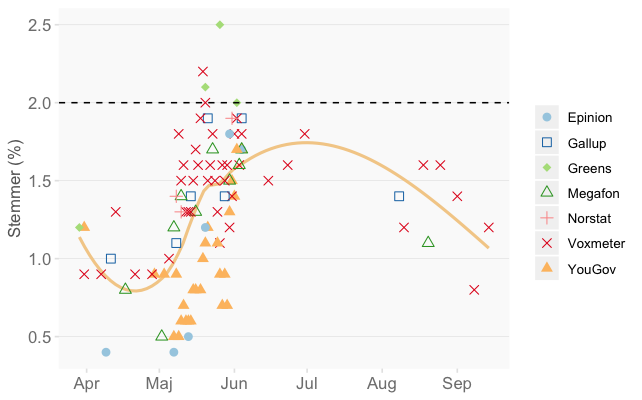 2.5
2.0
1.5
1.0
0.5
Stemmer (%)
Apr Maj Jun Jul Aug Sep
Epinion
Gallup
Greens
Megafon
Norstat
Voxmeter
YouGov